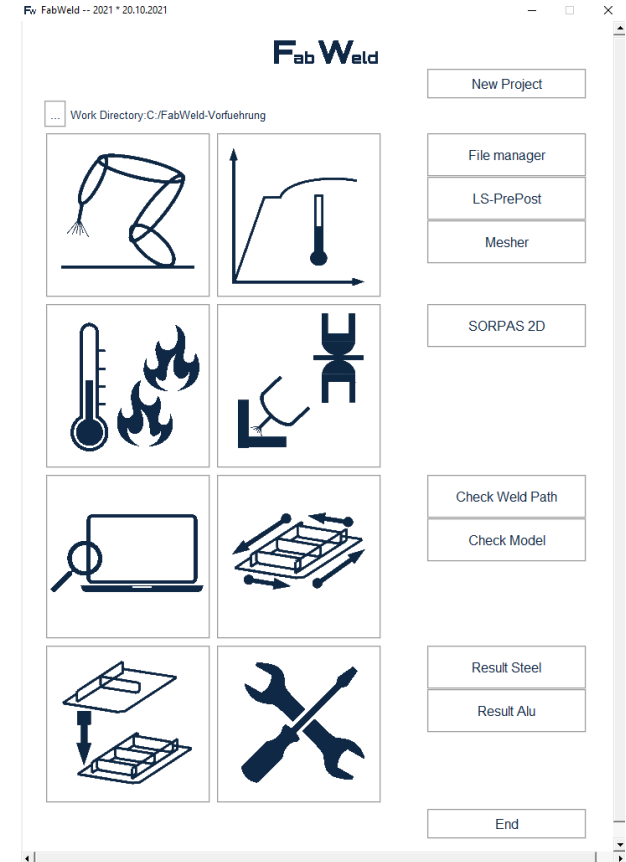 Fw FabWeld -- 2021 * 20.10.2021
Fab Weld
New Project
... Work Directory:C:/FabWeld-Vorfuehrung
File manager
LS-PrePost
Mesher
SORPAS 2D
Check Weld Path
Check Model
Result Steel
Result Alu
End